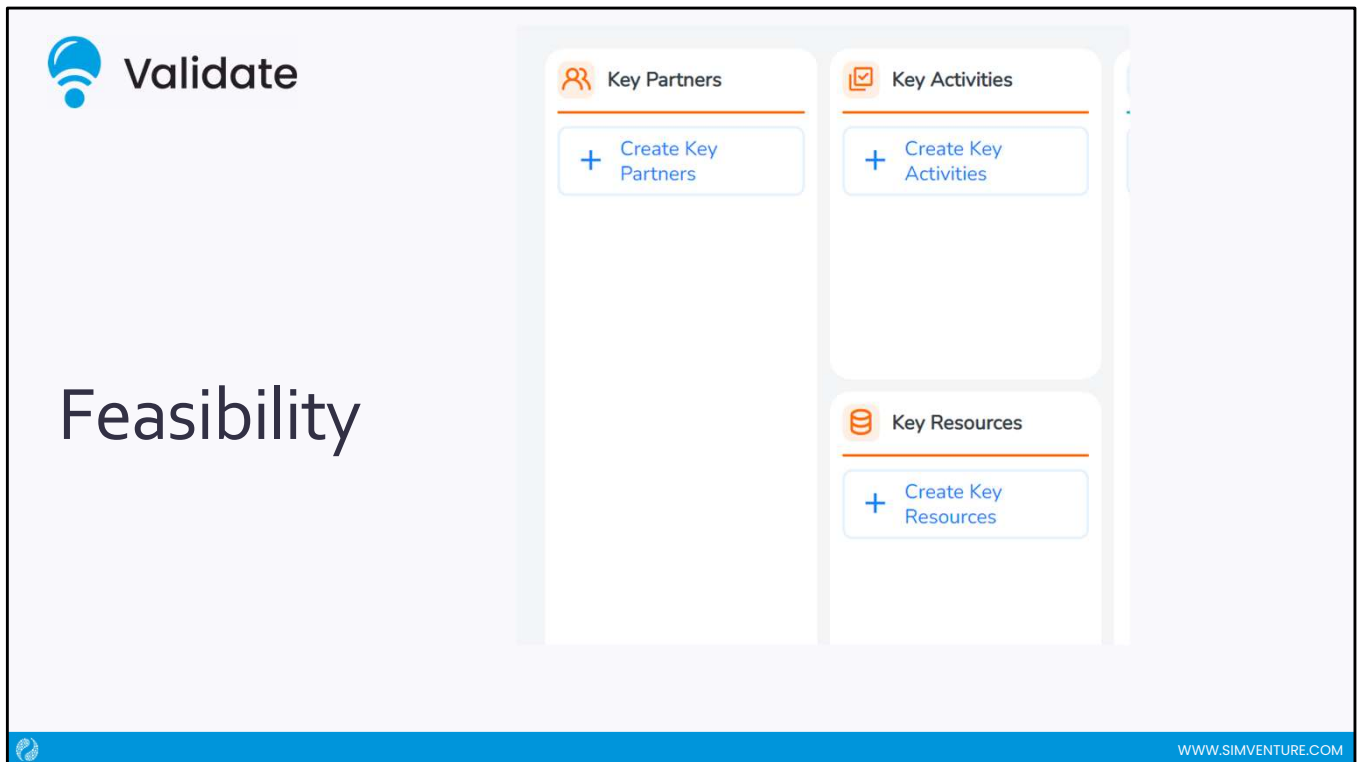 Validate
Feasibility
Key Partners
Create Key
Partners
Key Activities
Create Key
Activities
Key Resources
Create Key
Resources
WWW.SIMVENTURE.COM